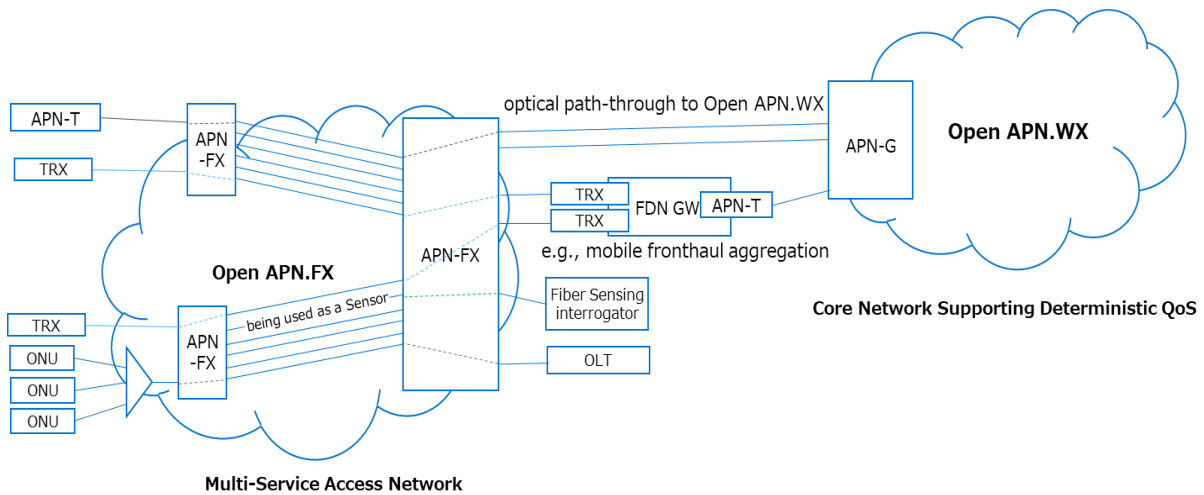 optical path-through to Open APN.WX
APN-T
APN
-FX
TRX
APN-G
Open APN.WX
TRX
TRX
FDN GW
APN-T
e.g., mobile fronthaul aggregation
APN-FX
Open APN.FX
being used as a Sensor
Fiber Sensing
interrogator
Core Network Supporting Deterministic QoS
TRX
APN
-FX
ONU
ONU
ONU
OLT
Multi-Service Access Network